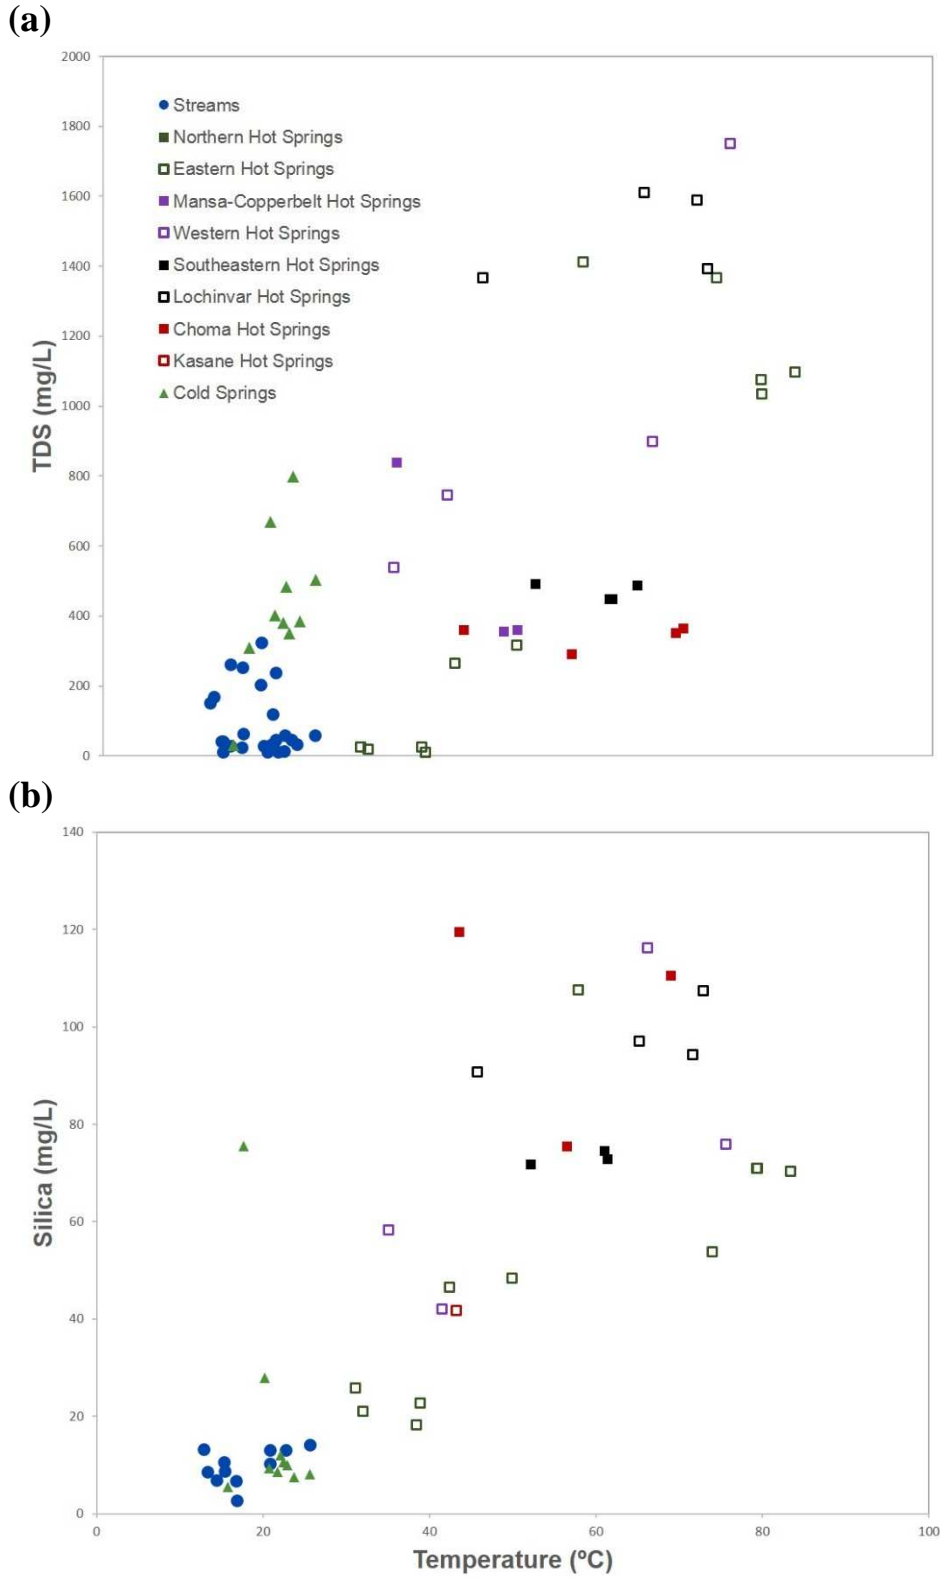 (a)
2000
1800
1600
1400
1200
1000
800
600
400
200
0
TDS (mg/L)
Streams
Northern Hot Springs
Eastern Hot Springs
Mansa-Copperbelt Hot Springs
Western Hot Springs
Southeastern Hot Springs
Lochinvar Hot Springs
Choma Hot Springs
Kasane Hot Springs
Cold Springs
(b)
140
120
100
80
60
40
20
0
Silica (mg/L)
0 20 40 60 80 100
Temperature (ºC)